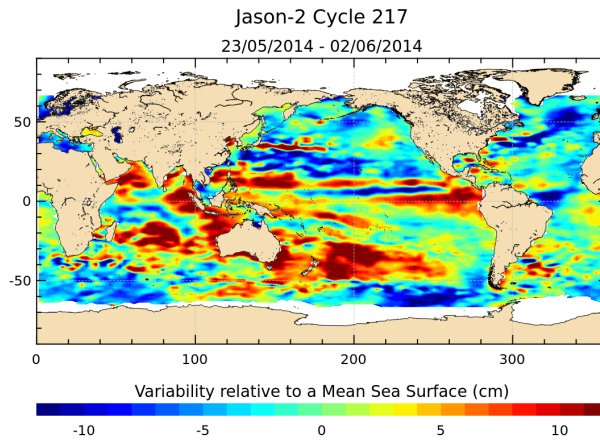 Jason-2 Cycle 217
23/05/2014 - 02/06/2014
50
0
-50
0 100 200 300
Variability relative to a Mean Sea Surface (cm)
-10 -5 0 5 10